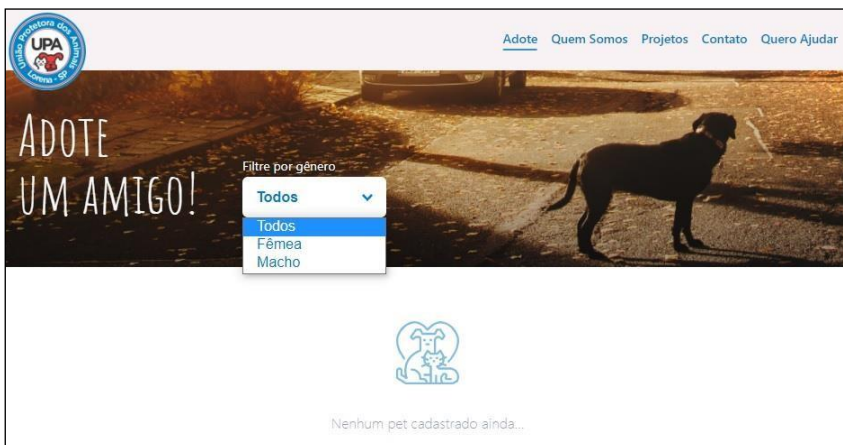 União Protetora dos Animais
UPA
Lorena - SP
Adote Quem Somos Projetos Contato Quero Ajudar
ADOTE
UM AMIGO!
Filtre por gênero
Todos
Todos
Fêmea
Macho
Nenhum pet cadastrado ainda...